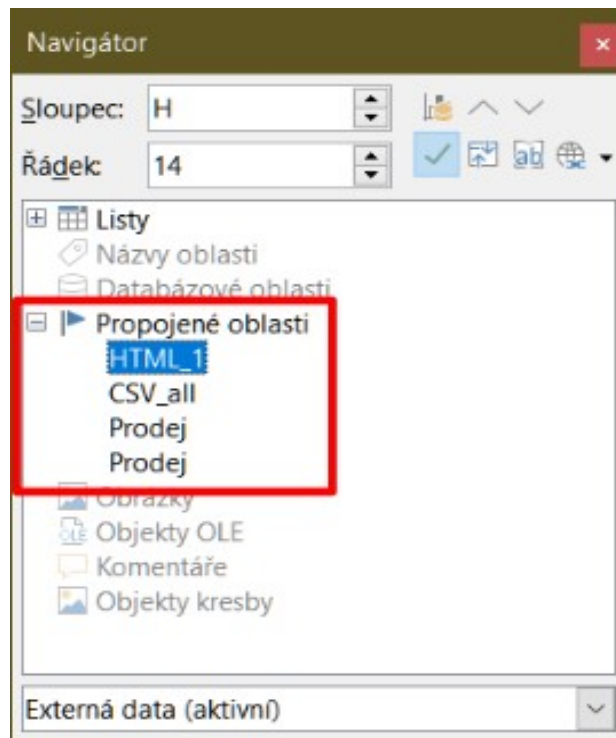 Navigátor
Sloupec: H
Řádek: 14
Listy
Názvy oblasti
Databázové oblasti
Propojené oblasti
HTML_1
CSV_all
Prodej
Prodej
Obrázky
Objekty OLE
Komentáře
Objekty kresby
Externá data (aktivní)